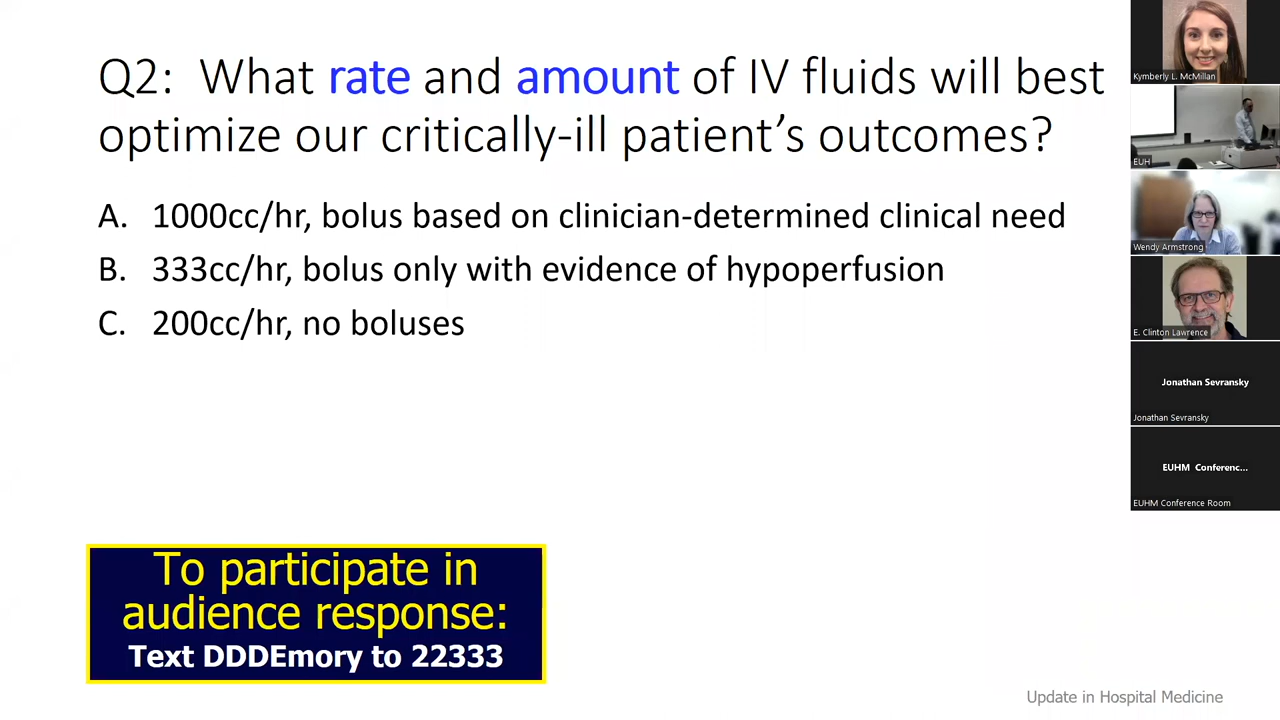 Q2: What rate and amount of IV fluids will best
optimize our critically-ill patient’s outcomes?
A. 1000cc/hr, bolus based on clinician-determined clinical need
B. 333cc/hr, bolus only with evidence of hypoperfusion
C. 200cc/hr, no boluses
To participate in
audience response:
Text DDDEmory to 22333
Update in Hospital Medicine
Kymberly L. McMillan
EUH
Wendy Armstrong
E. Clinton Lawrence
Jonathan Sevransky
Jonathan Sevransky
EUHM Conferenc...
EUHM Conference Room